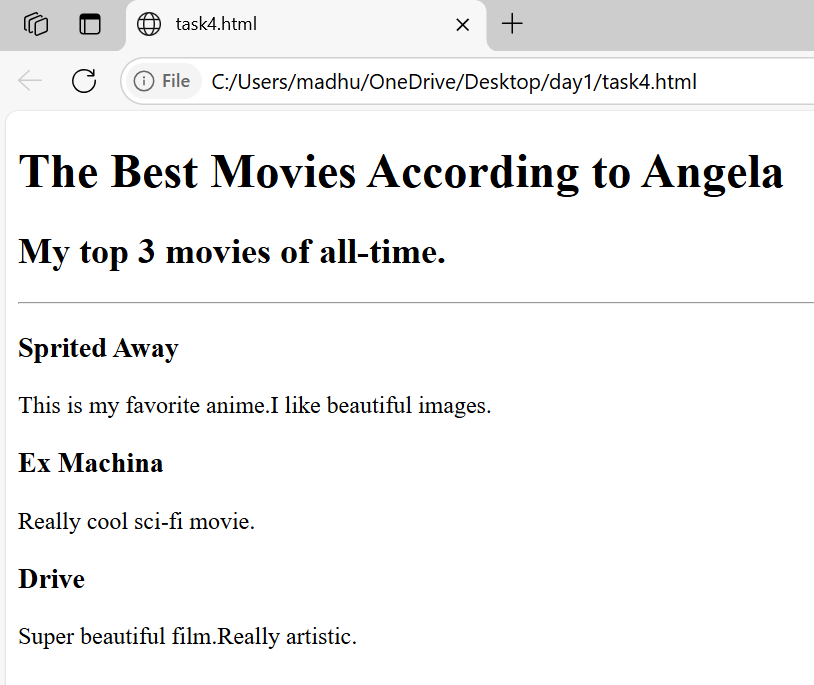 task4.html
File C:/Users/madhu/OneDrive/Desktop/day1/task4.html
The Best Movies According to Angela
My top 3 movies of all-time.
Sprited Away
This is my favorite anime.I like beautiful images.
Ex Machina
Really cool sci-fi movie.
Drive
Super beautiful film.Really artistic.